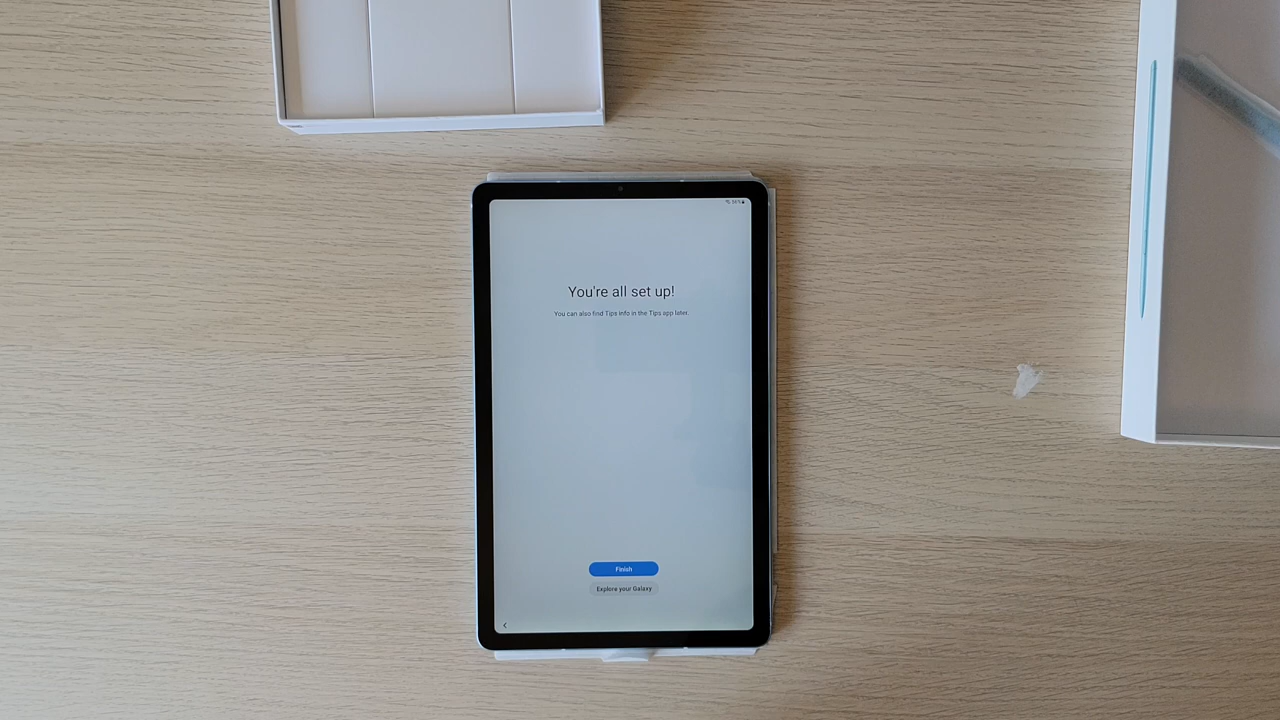 You're all set up!
You can also find Tips info in the Tips app later.
Finish
Explore your Galaxy